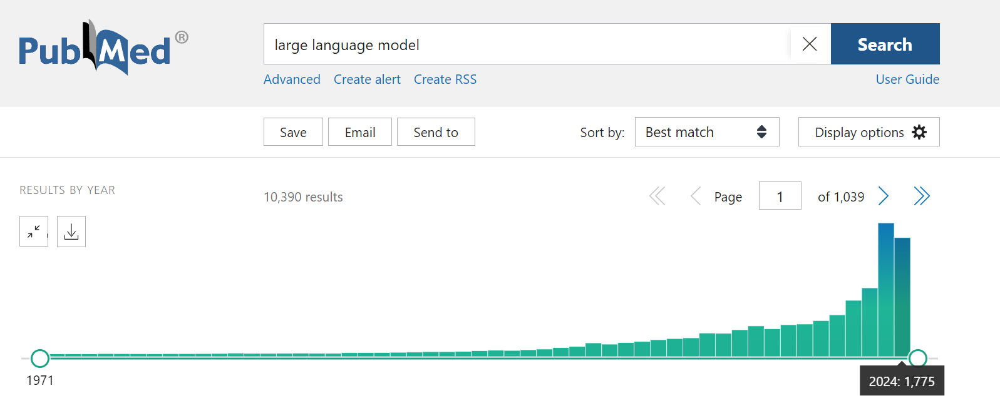 PubMed®
large language model
Search
Advanced Create alert Create RSS User Guide
Save Email Send to Sort by: Best match Display options
RESULTS BY YEAR 10,390 results Page 1 of 1,039
1971
2024: 1,775